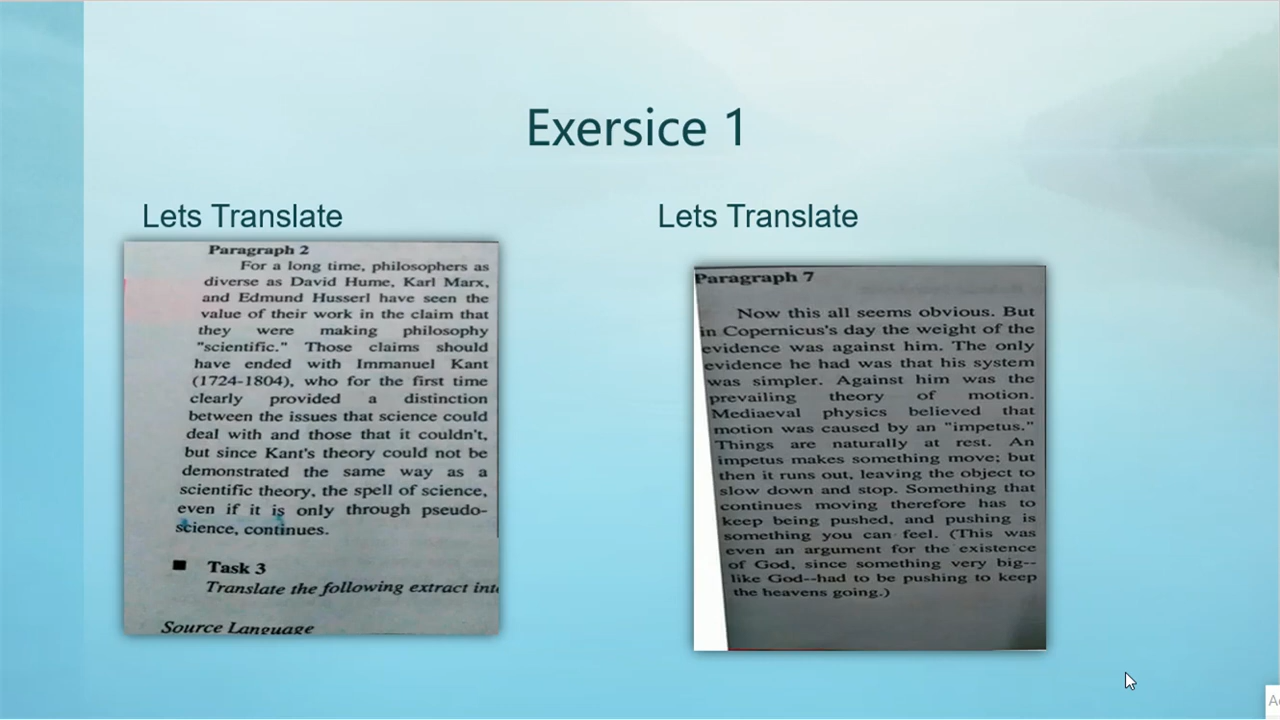 Exersice 1
Lets Translate
Paragraph 2
For a long time, philosophers as
diverse as David Hume, Karl Marx,
and Edmund Husserl have seen the
value of their work in the claim that
they were making philosophy
"scientific." Those claims should
have ended with Immanuel Kant
(1724-1804), who for the first time
clearly provided a distinction
between the issues that science could
deal with and those that it couldn't,
but since Kant's theory could not be
demonstrated the same way as a
scientific theory, the spell of science,
even if it is only through pseudo-
science, continues.
■ Task 3
Translate the following extract
Source Language
Lets Translate
Paragraph 7
Now this all seems obvious. But
in Copernicus's day the weight of the
evidence was against him. The only
evidence he had was that his system
was simpler. Against him was the
prevailing theory of motion.
Mediaeval physics believed that
motion was caused by an "impetus."
Things are naturally at rest. An
impetus makes something move; but
then it runs out, leaving the object to
slow down and stop. Something that
continues moving therefore has to
keep being pushed, and pushing is
something you can feel. (This was
even an argument for the existence
of God, since something very big--
like God--had to be pushing to keep
the heavens going.)